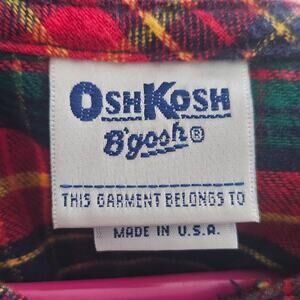 OSHKOSH
B'gosh®
THIS GARMENT BELONGS TO
MADE IN U.S.A.